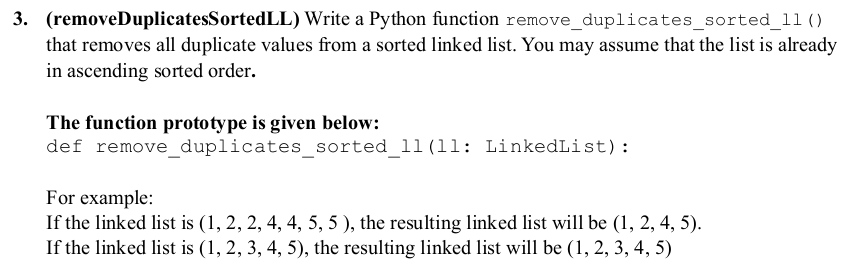 3. (removeDuplicatesSortedLL) Write a Python function remove_duplicates_sorted_ll()
that removes all duplicate values from a sorted linked list. You may assume that the list is already
in ascending sorted order.
The function prototype is given below:
def remove_duplicates_sorted_ll(ll: LinkedList):
For example:
If the linked list is (1, 2, 2, 4, 4, 5, 5 ), the resulting linked list will be (1, 2, 4, 5).
If the linked list is (1, 2, 3, 4, 5), the resulting linked list will be (1, 2, 3, 4, 5)